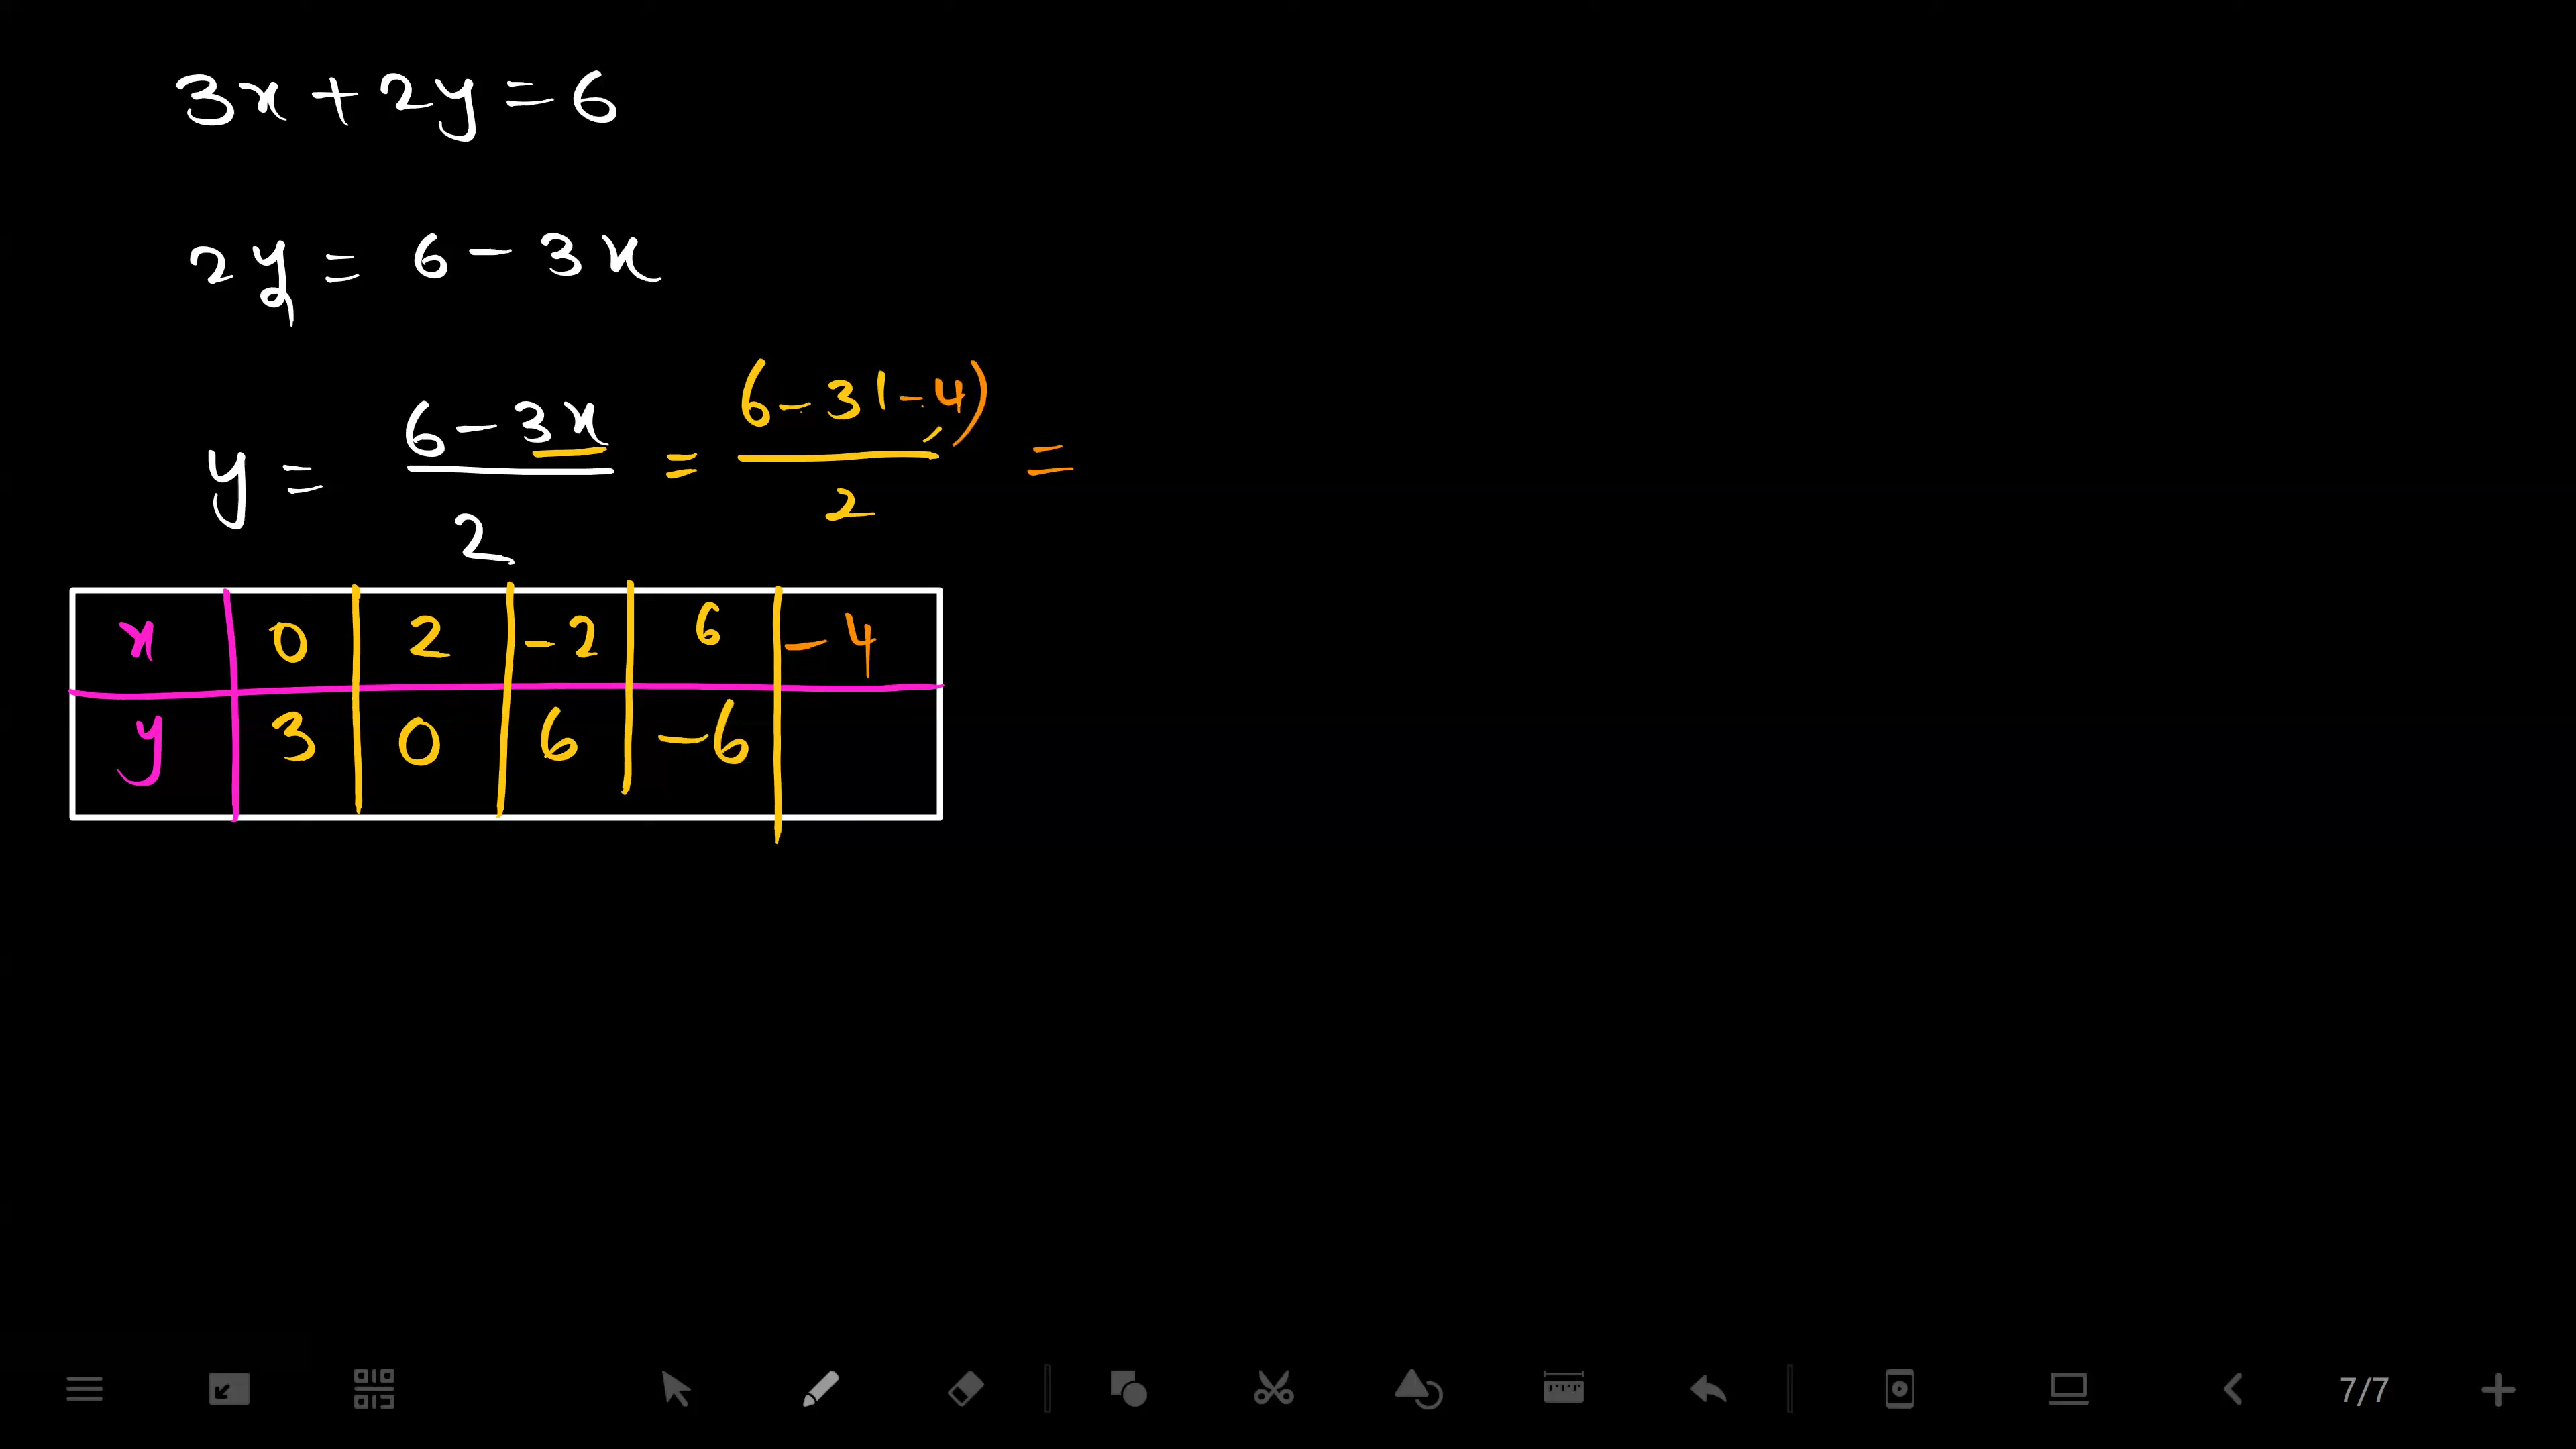 3x + 2y = 6
2y = 6 - 3x
y = (6 - 3x)/2 = (6 - 3(-4))/2 =
x 0 2 -2 6 -4
y 3 0 6 -6
7/7